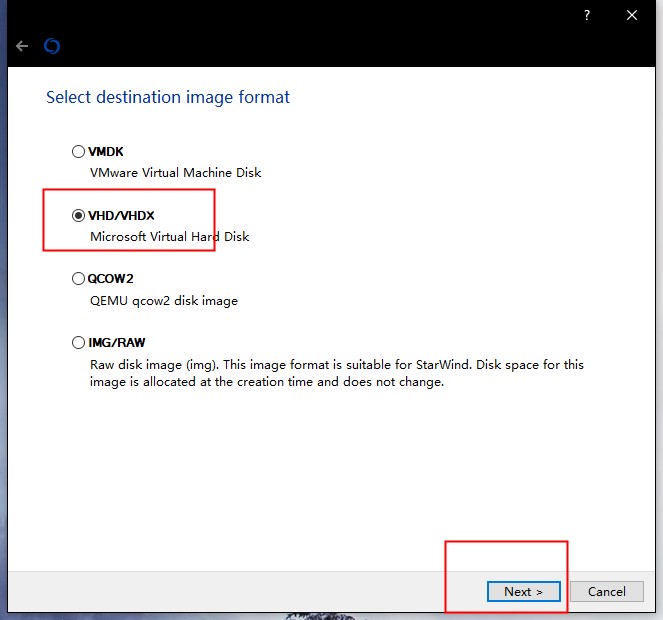 ?
Select destination image format
VMDK
VMware Virtual Machine Disk
VHD/VHDX
Microsoft Virtual Hard Disk
QCOW2
QEMU qcow2 disk image
IMG/RAW
Raw disk image (img). This image format is suitable for StarWind. Disk space for this
image is allocated at the creation time and does not change.
Next >
Cancel